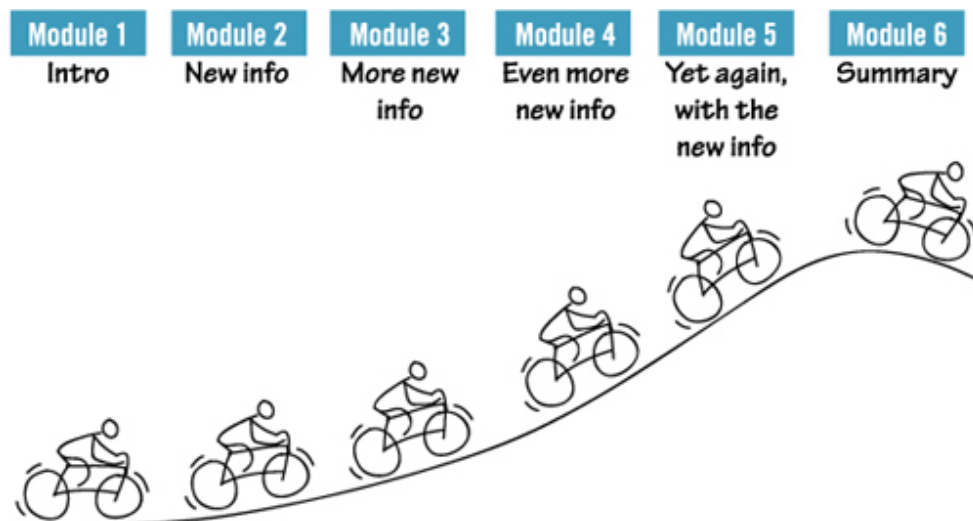 Module 1
Intro
Module 2
New info
Module 3
More new
info
Module 4
Even more
new info
Module 5
Yet again,
with the
new info
Module 6
Summary